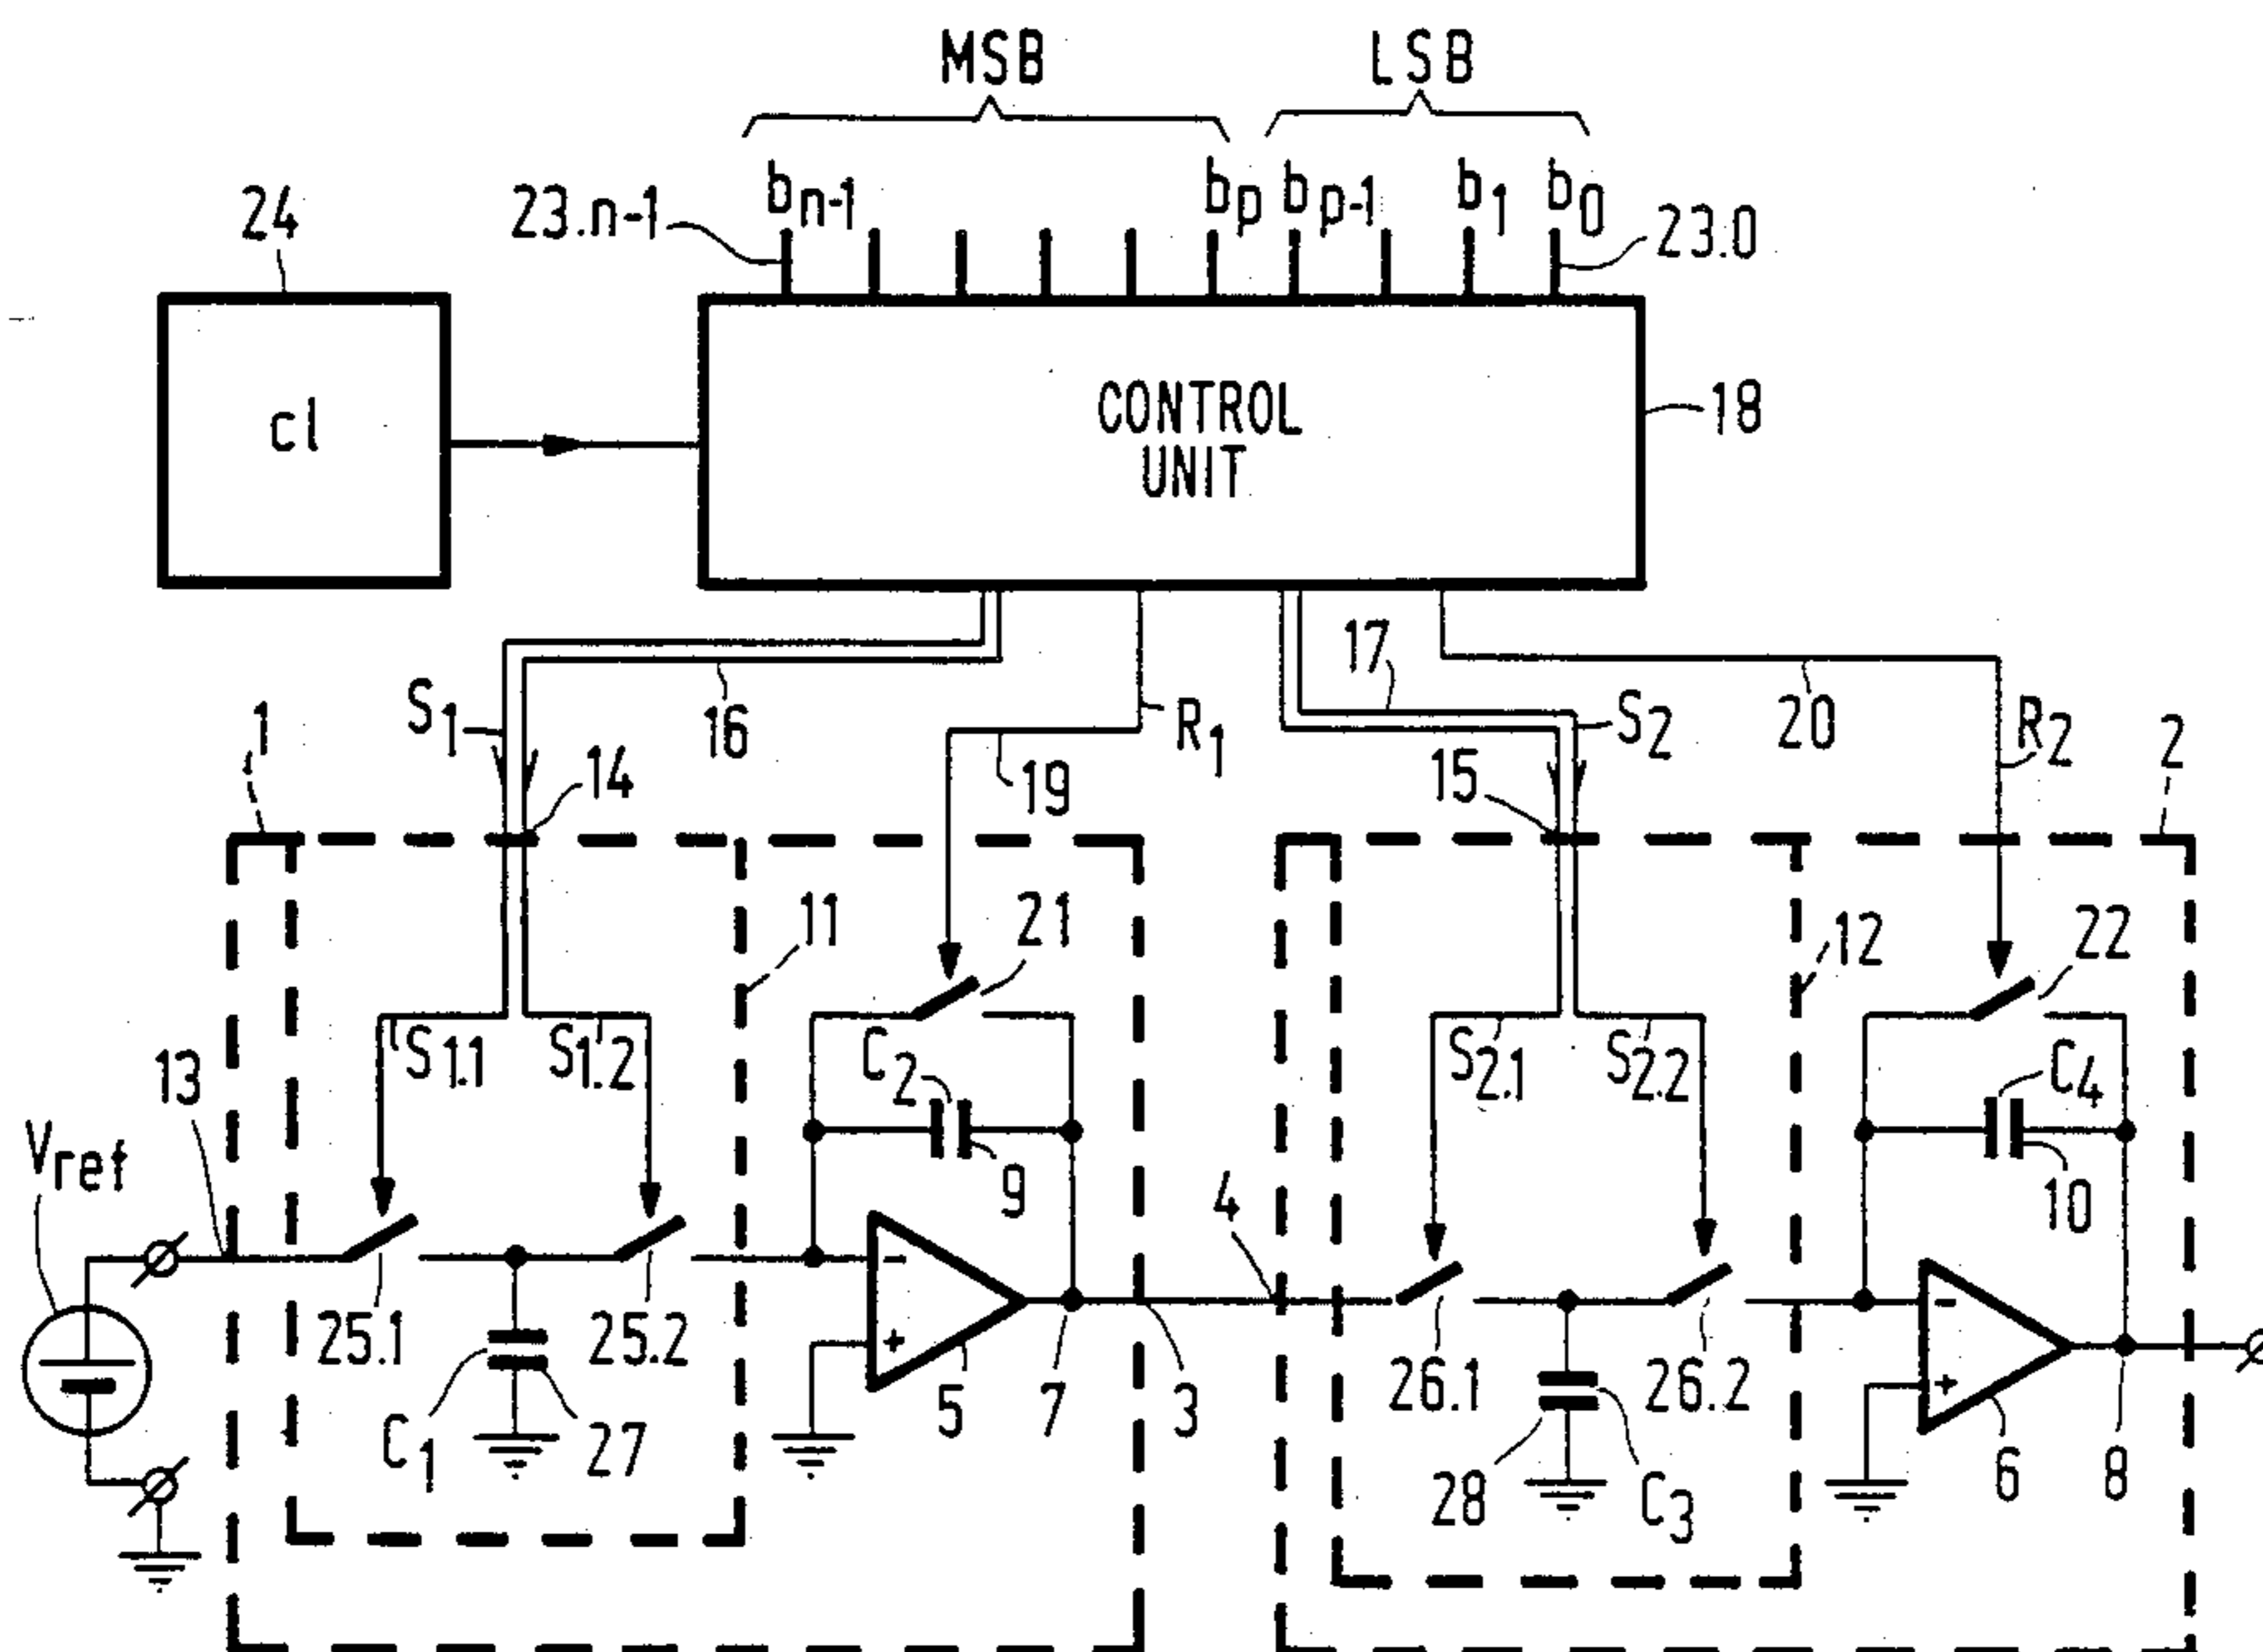 MSB LSB
bn-1 bp bp-1 b1 b0
24 23.n-1 23.0
cl
CONTROL
UNIT
18
17
S1 16 R1 S2 20 R2
1 14 19 15 2
11 21 12 22
S1.1 S1.2 C2 S2.1 S2.2 C4
13
Vref 9 4 10
- -
25.1 25.2 + 26.1 26.2 +
C1 27 5 7 3 28 C3 6 8